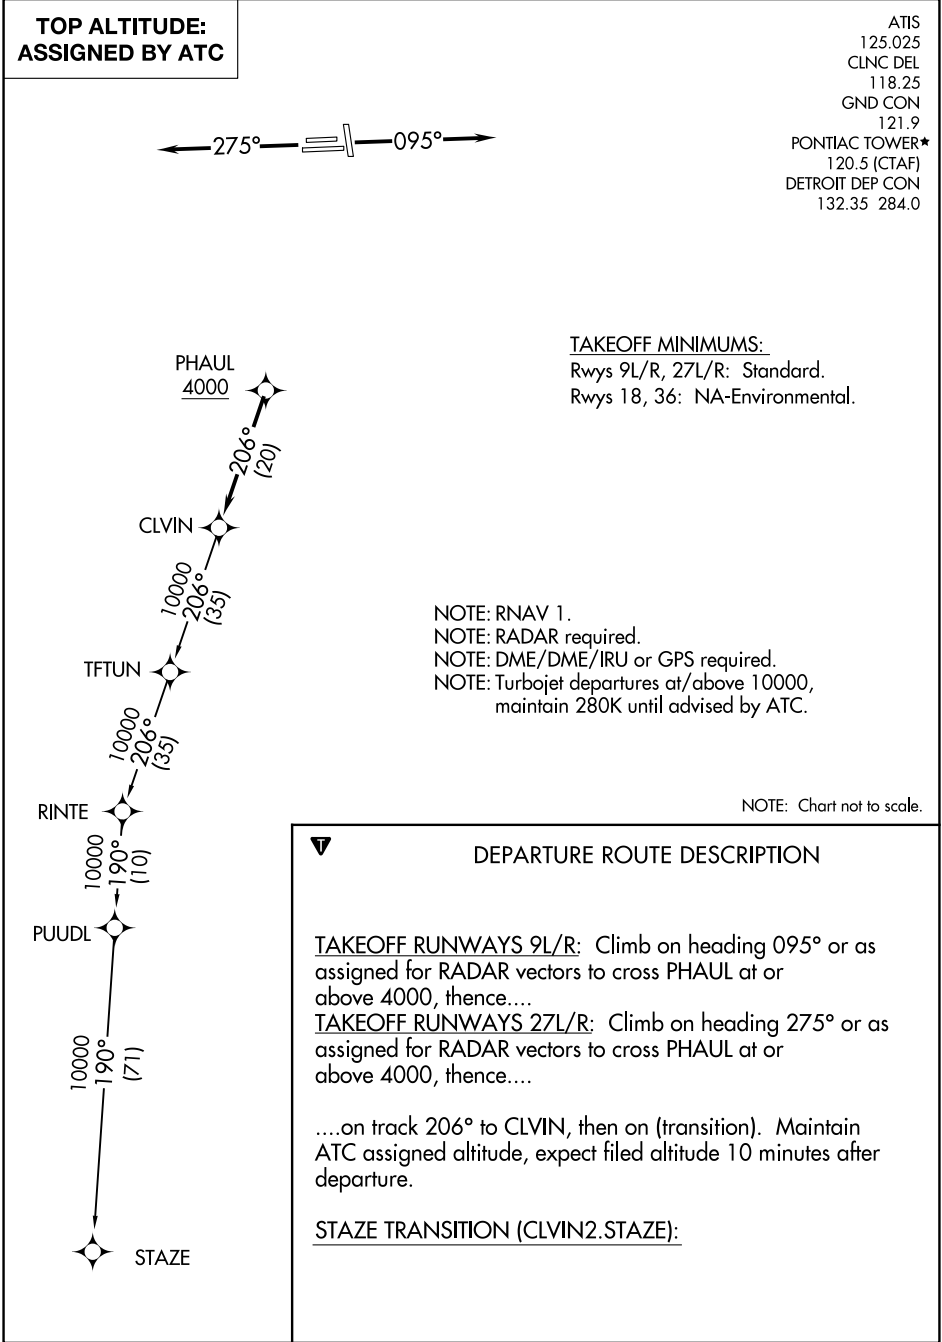 TOP ALTITUDE:
ASSIGNED BY ATC
ATIS
125.025
CLNC DEL
118.25
GND CON
121.9
PONTIAC TOWER★
120.5 (CTAF)
DETROIT DEP CON
132.35 284.0
275°
095°
TAKEOFF MINIMUMS:
Rwys 9L/R, 27L/R: Standard.
Rwys 18, 36: NA-Environmental.
PHAUL
4000
206°
(20)
CLVIN
10000
206°
(35)
TFTUN
10000
206°
(35)
RINTE
10000
190°
(10)
PUUDL
10000
190°
(71)
STAZE
NOTE: RNAV 1.
NOTE: RADAR required.
NOTE: DME/DME/IRU or GPS required.
NOTE: Turbojet departures at/above 10000,
maintain 280K until advised by ATC.
NOTE: Chart not to scale.
T
DEPARTURE ROUTE DESCRIPTION
TAKEOFF RUNWAYS 9L/R: Climb on heading 095° or as
assigned for RADAR vectors to cross PHAUL at or
above 4000, thence....
TAKEOFF RUNWAYS 27L/R: Climb on heading 275° or as
assigned for RADAR vectors to cross PHAUL at or
above 4000, thence....
....on track 206° to CLVIN, then on (transition). Maintain
ATC assigned altitude, expect filed altitude 10 minutes after
departure.
STAZE TRANSITION (CLVIN2.STAZE):